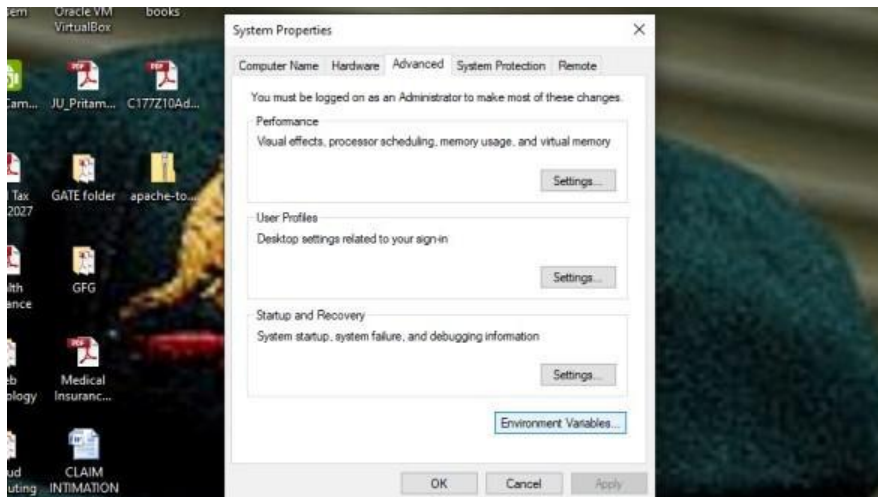 Oracle VM
VirtualBox
books
JU_Pritam...
C177Z10Ad...
Tax
2027
GATE folder
apache-to...
GFG
Medical
Insuranc...
CLAIM
INTIMATION
System Properties
Computer Name Hardware Advanced System Protection Remote
You must be logged on as an Administrator to make most of these changes.
Performance
Visual effects, processor scheduling, memory usage, and virtual memory
Settings...
User Profiles
Desktop settings related to your sign-in
Settings...
Startup and Recovery
System startup, system failure, and debugging information
Settings...
Environment Variables...
OK Cancel Apply